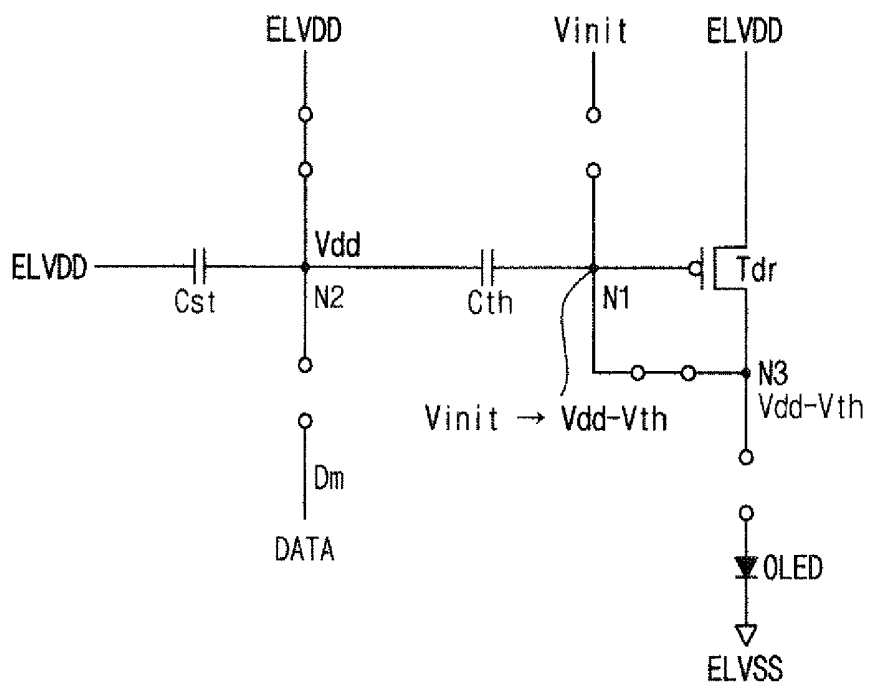 ELVDD
Vinit
ELVDD
Vdd
ELVDD
Tdr
Cst
N2
Cth
N1
N3
Vinit → Vdd-Vth
Vdd-Vth
Dm
DATA
OLED
ELVSS